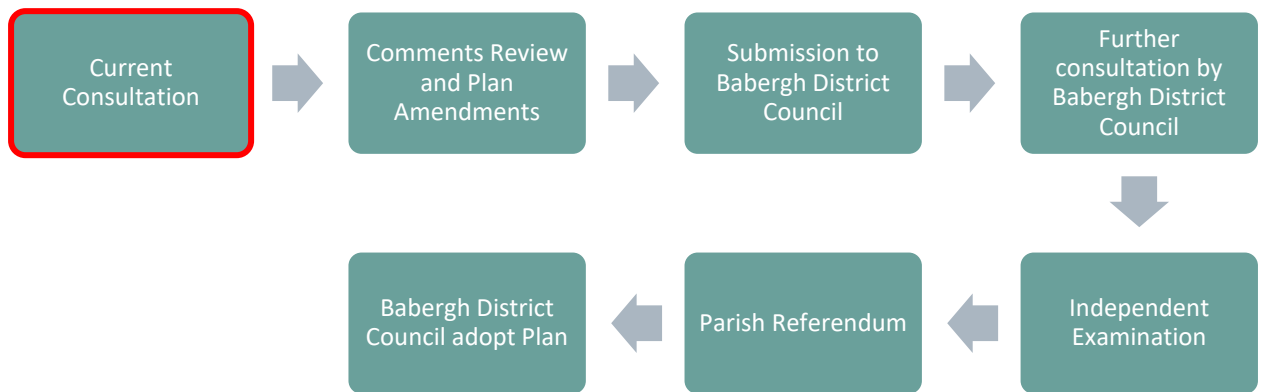 Current
Consultation
Comments Review
and Plan
Amendments
Submission to
Babergh District
Council
Further
consultation by
Babergh District
Council
Independent
Examination
Parish Referendum
Babergh District
Council adopt Plan